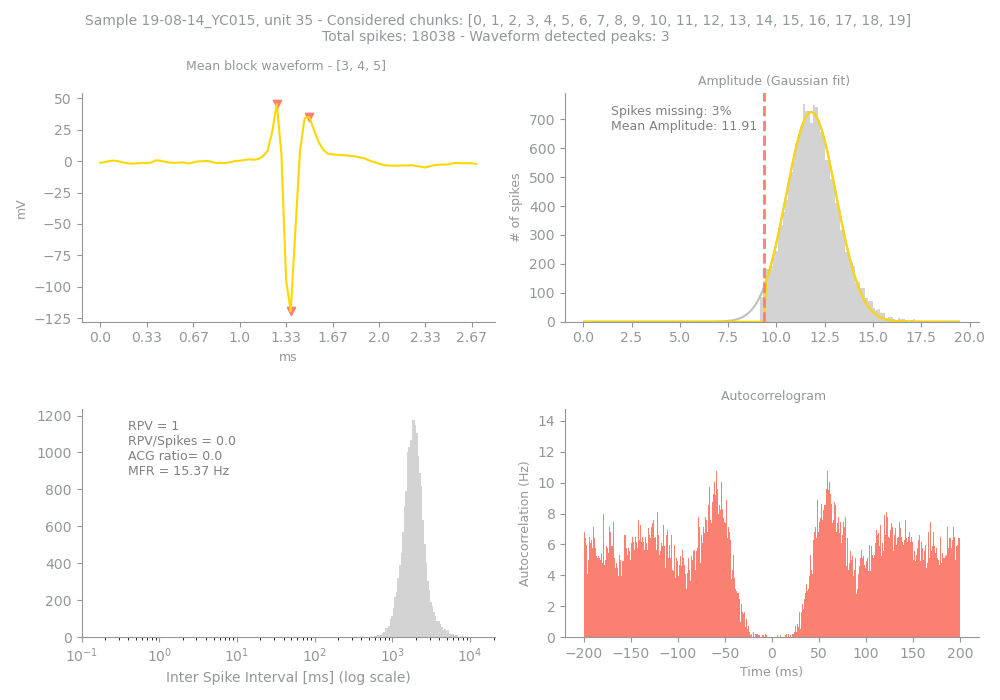 Sample 19-08-14_YC015, unit 35 - Considered chunks: [0, 1, 2, 3, 4, 5, 6, 7, 8, 9, 10, 11, 12, 13, 14, 15, 16, 17, 18, 19]
Total spikes: 18038 - Waveform detected peaks: 3
Mean block waveform - [3, 4, 5]
50
25
0
−25
−50
−75
−100
−125
mV
0.0 0.33 0.67 1.0 1.33 1.67 2.0 2.33 2.67
ms
Amplitude (Gaussian fit)
Spikes missing: 3%
Mean Amplitude: 11.91
700
600
500
400
300
200
100
0
# of spikes
0.0 2.5 5.0 7.5 10.0 12.5 15.0 17.5 20.0
RPV = 1
RPV/Spikes = 0.0
ACG ratio= 0.0
MFR = 15.37 Hz
1200
1000
800
600
400
200
0
10⁻¹ 10⁰ 10¹ 10² 10³ 10⁴
Inter Spike Interval [ms] (log scale)
Autocorrelogram
14
12
10
8
6
4
2
0
Autocorrelation (Hz)
−200 −150 −100 −50 0 50 100 150 200
Time (ms)